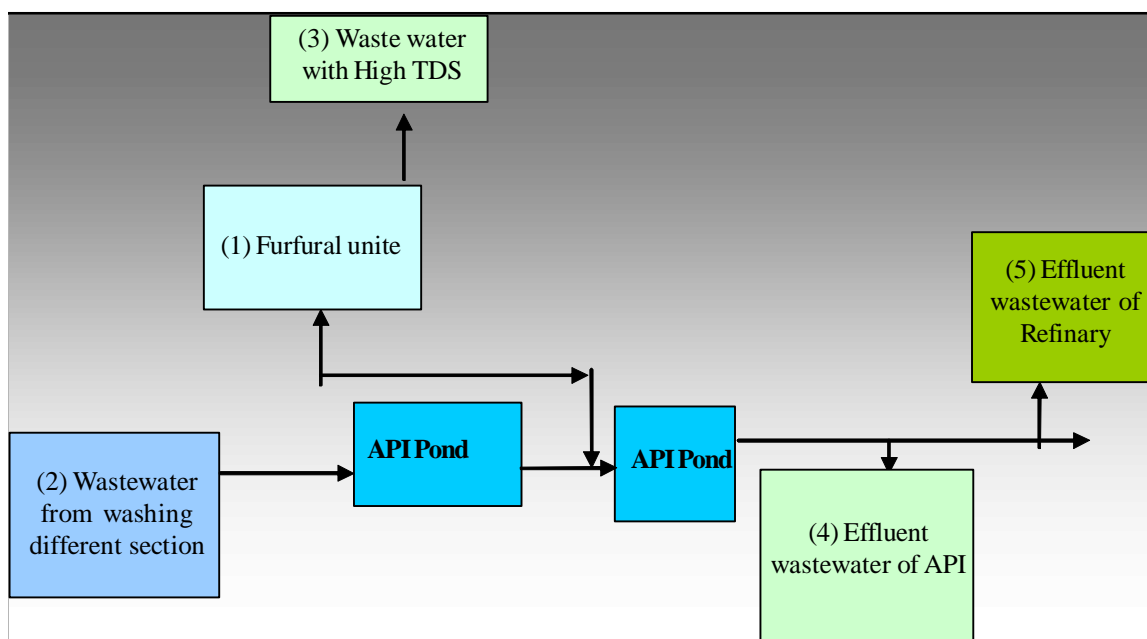 (3) Waste water
with High TDS
(1) Furfural unite
(5) Effluent
wastewater of
Refinary
API Pond
API Pond
(2) Wastewater
from washing
different section
(4) Effluent
wastewater of API